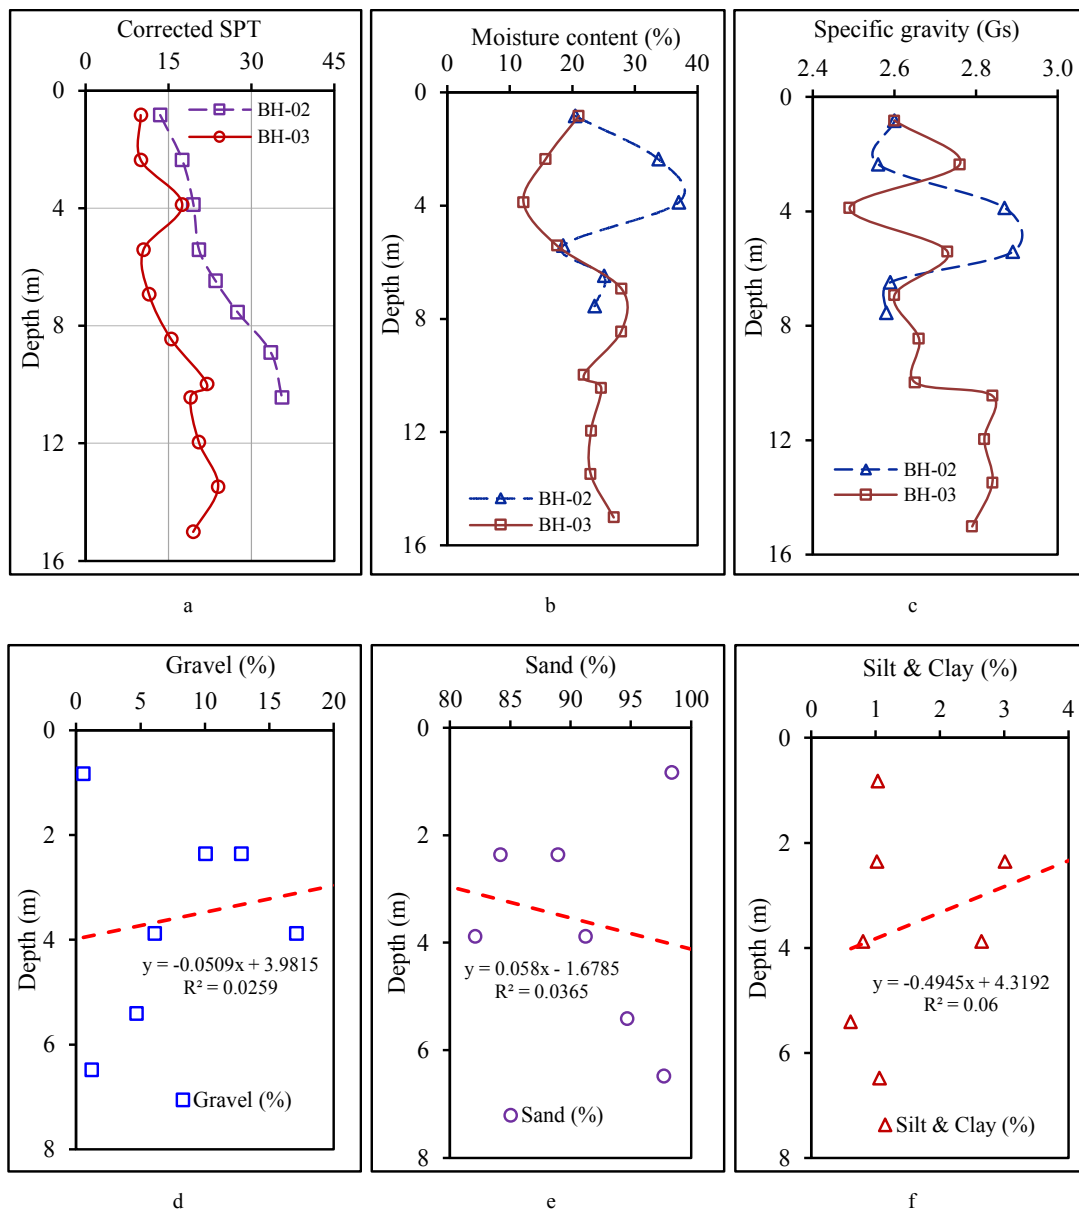 Corrected SPT
0 15 30 45
0
4
8
12
16
Depth (m)
BH-02
BH-03
a
Moisture content (%)
0 10 20 30 40
0
4
8
12
16
Depth (m)
BH-02
BH-03
b
Specific gravity (Gs)
2.4 2.6 2.8 3.0
0
4
8
12
16
Depth (m)
BH-02
BH-03
c
Gravel (%)
0 5 10 15 20
0
2
4
6
8
Depth (m)
y = -0.0509x + 3.9815
R² = 0.0259
Gravel (%)
d
Sand (%)
80 85 90 95 100
0
2
4
6
8
Depth (m)
y = 0.058x - 1.6785
R² = 0.0365
Sand (%)
e
Silt & Clay (%)
0 1 2 3 4
0
2
4
6
8
Depth (m)
y = -0.4945x + 4.3192
R² = 0.06
Silt & Clay (%)
f